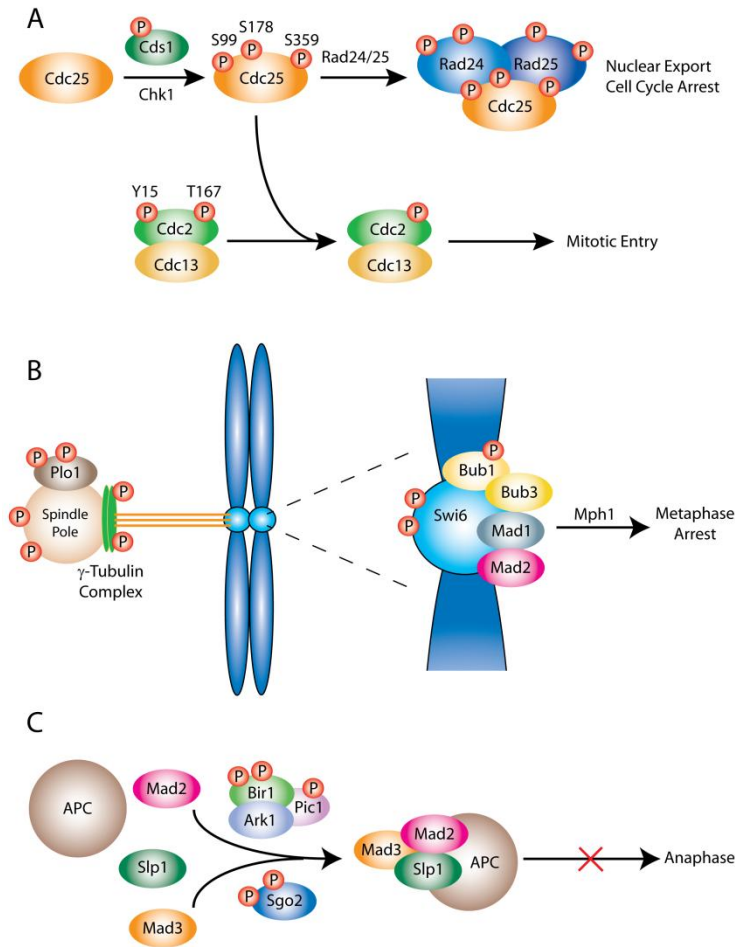 A
P
Cds1
Cdc25
Chk1
S99
S178
S359
P
P
P
Cdc25
Rad24/25
P
P
P
P
Rad24
Rad25
P
P
P
Cdc25
Nuclear Export
Cell Cycle Arrest
Y15
T167
P
P
Cdc2
Cdc13
P
Cdc2
Cdc13
Mitotic Entry
B
P
P
Plo1
P
P
P
P
Spindle
Pole
γ-Tubulin
Complex
P
P
P
Bub1
Bub3
Swi6
Mad1
Mad2
Mph1
Metaphase
Arrest
C
APC
Mad2
Slp1
Mad3
P
P
P
Bir1
Pic1
Ark1
P
P
Sgo2
Mad2
Mad3
Slp1
APC
Anaphase